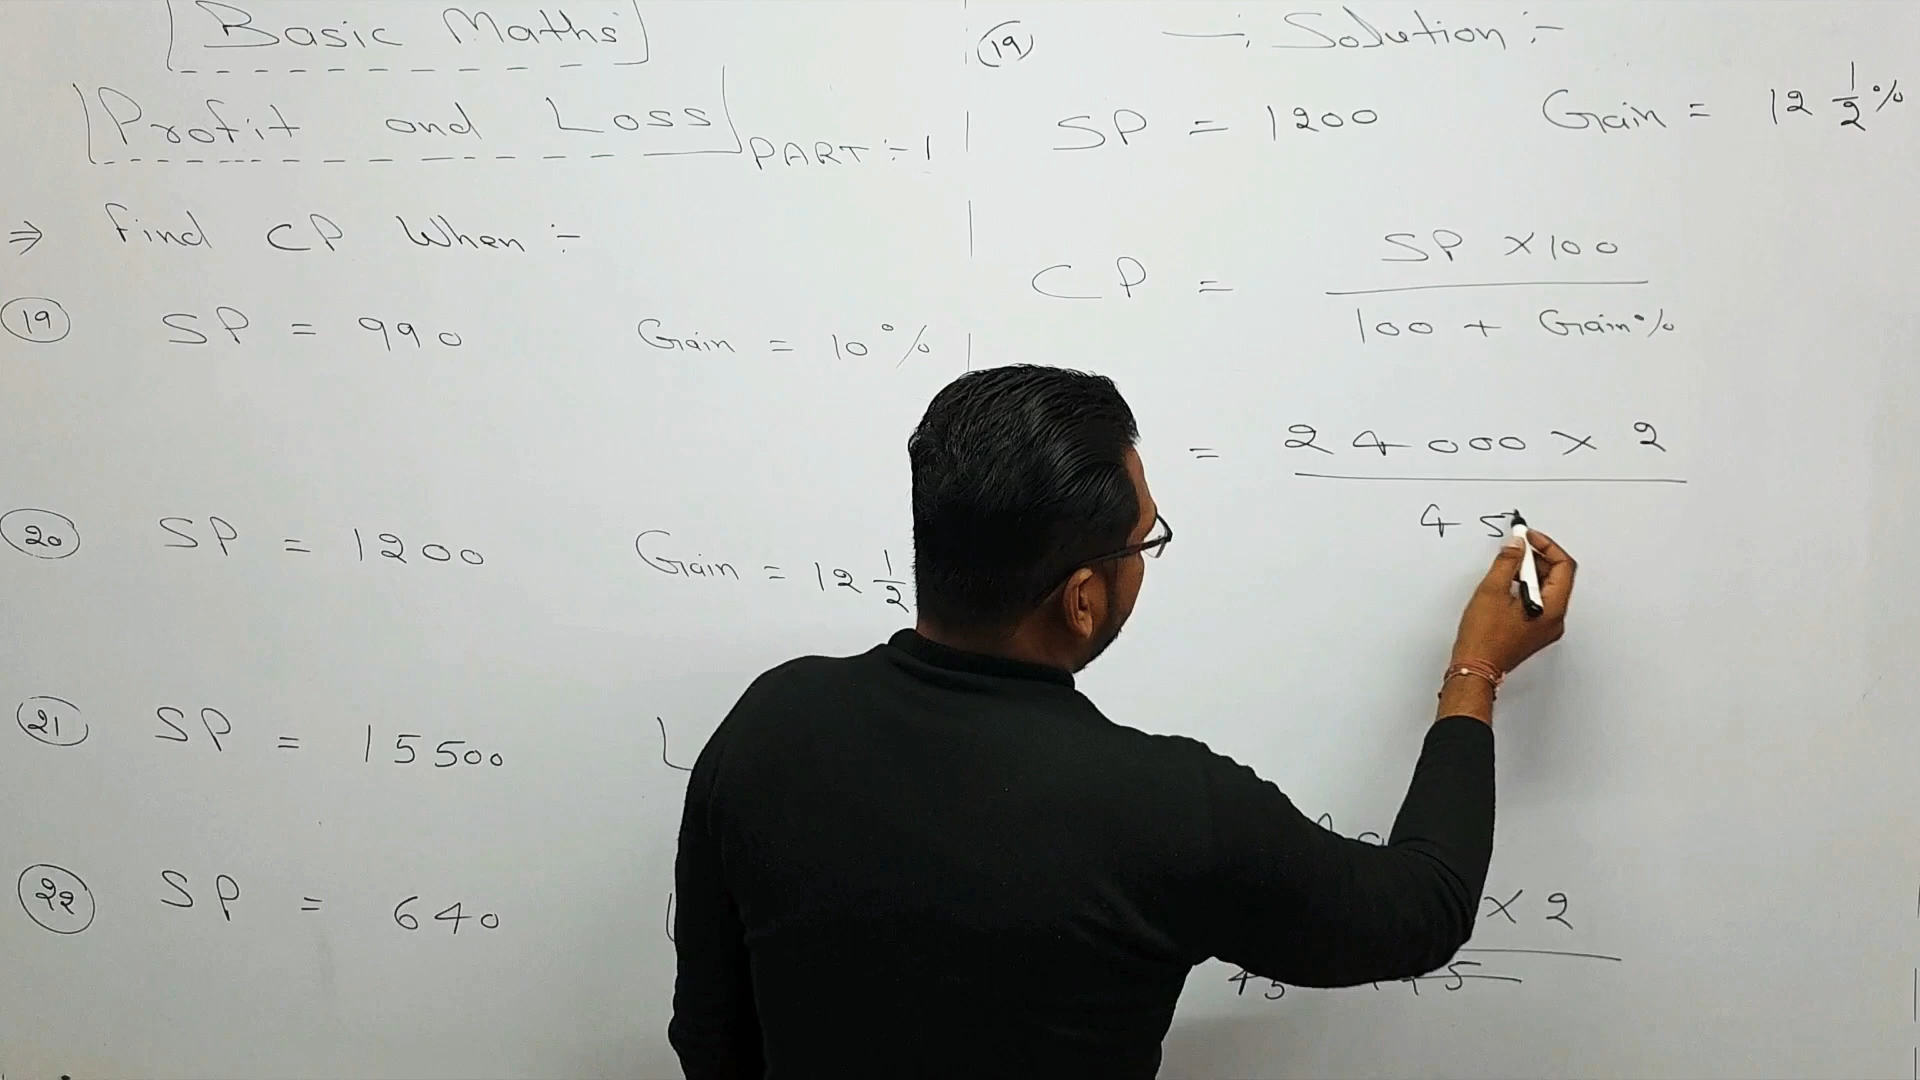 Basic Maths
Profit and Loss PART :- 1
⇒ Find CP When :-
19 SP = 990 Gain = 10%
20 SP = 1200 Gain = 12 1/2
21 SP = 15500
22 SP = 640
19 —: Solution :-
SP = 1200 Gain = 12 1/2 %
CP = SP × 100 / 100 + Gain%
= 24000 × 2 / 45
× 2
45